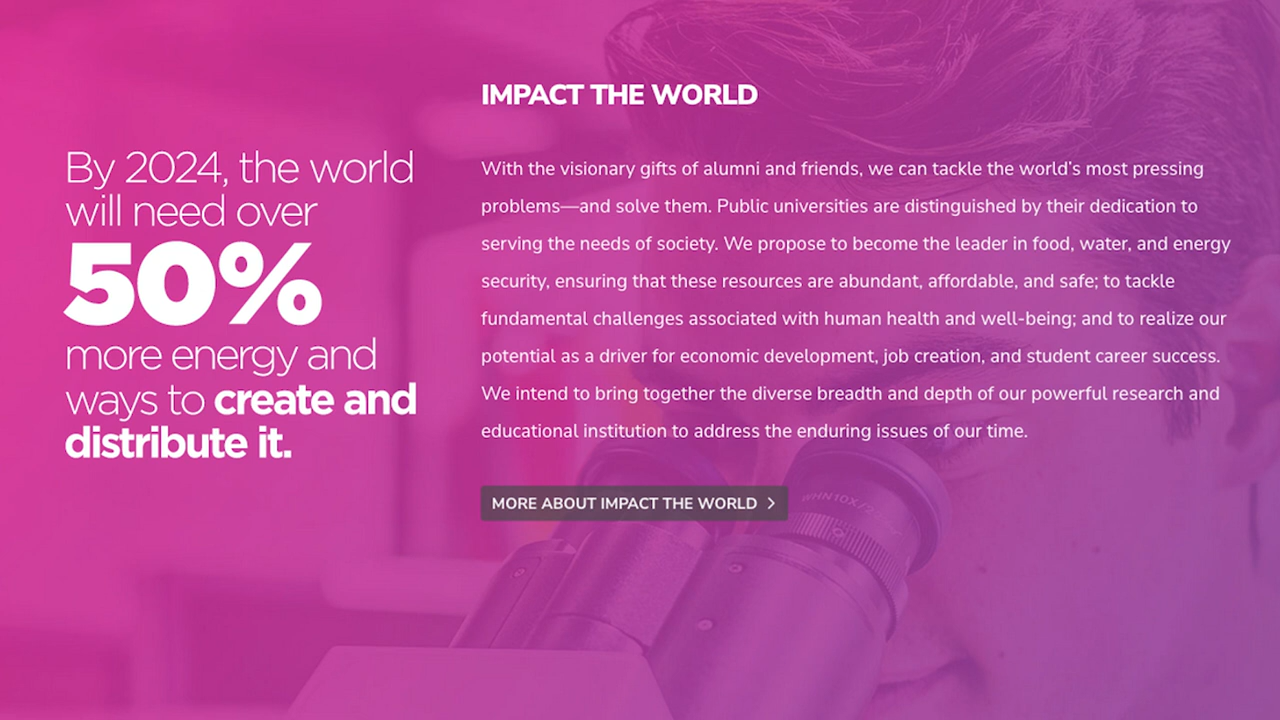 By 2024, the world
will need over
50%
more energy and
ways to create and
distribute it.
IMPACT THE WORLD
With the visionary gifts of alumni and friends, we can tackle the world's most pressing
problems—and solve them. Public universities are distinguished by their dedication to
serving the needs of society. We propose to become the leader in food, water, and energy
security, ensuring that these resources are abundant, affordable, and safe; to tackle
fundamental challenges associated with human health and well-being; and to realize our
potential as a driver for economic development, job creation, and student career success.
We intend to bring together the diverse breadth and depth of our powerful research and
educational institution to address the enduring issues of our time.
MORE ABOUT IMPACT THE WORLD